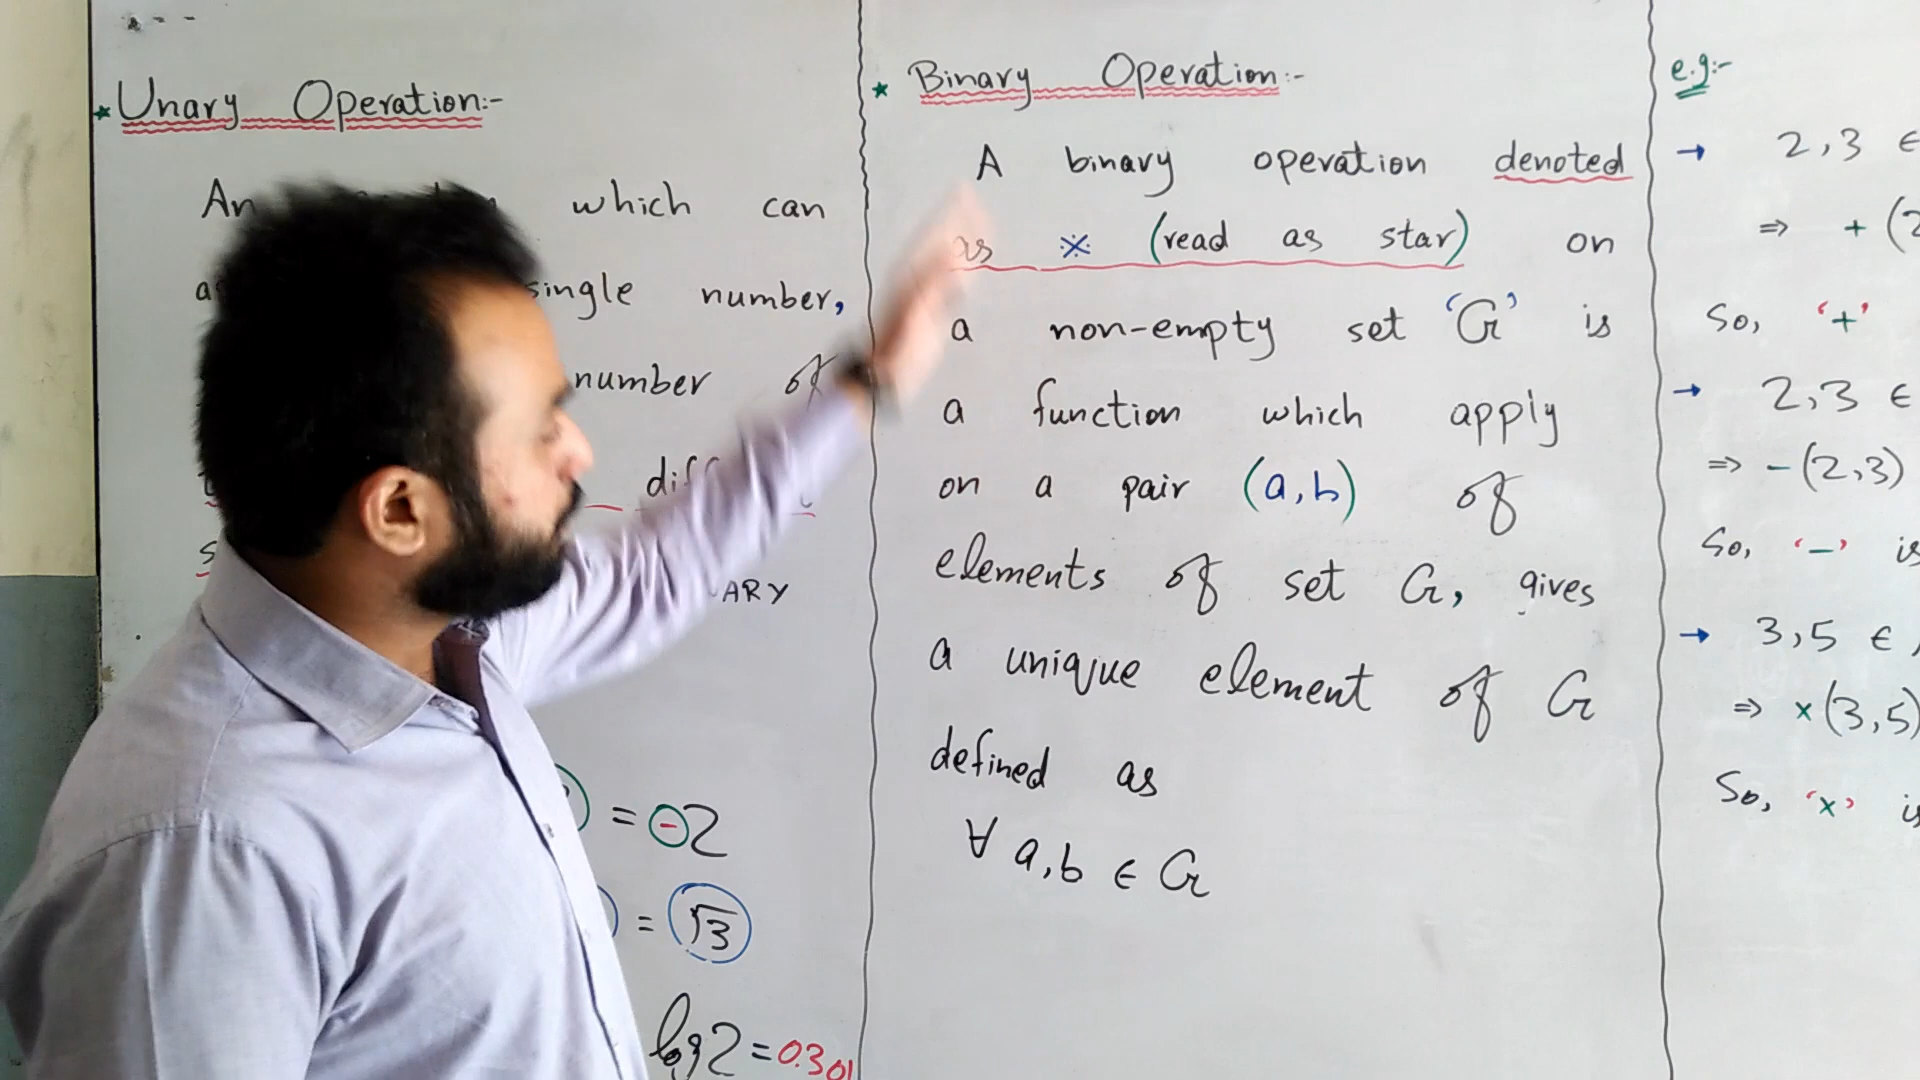 * Unary Operation:-
An which can
single number,
number of
ARY
= -2
= √3
log 2 = 0.301
* Binary Operation:-
A binary operation denoted
as ※ (read as star) on
a non-empty set 'G' is
a function which apply
on a pair (a,b) of
elements of set G, gives
a unique element of G
defined as
∀ a,b ∈ G
e.g:-
→ 2,3 ∈
⇒ + (2
So, '+'
→ 2,3 ∈
⇒ -(2,3)
So, '-' is
→ 3,5 ∈
⇒ ×(3,5)
So, '×' is